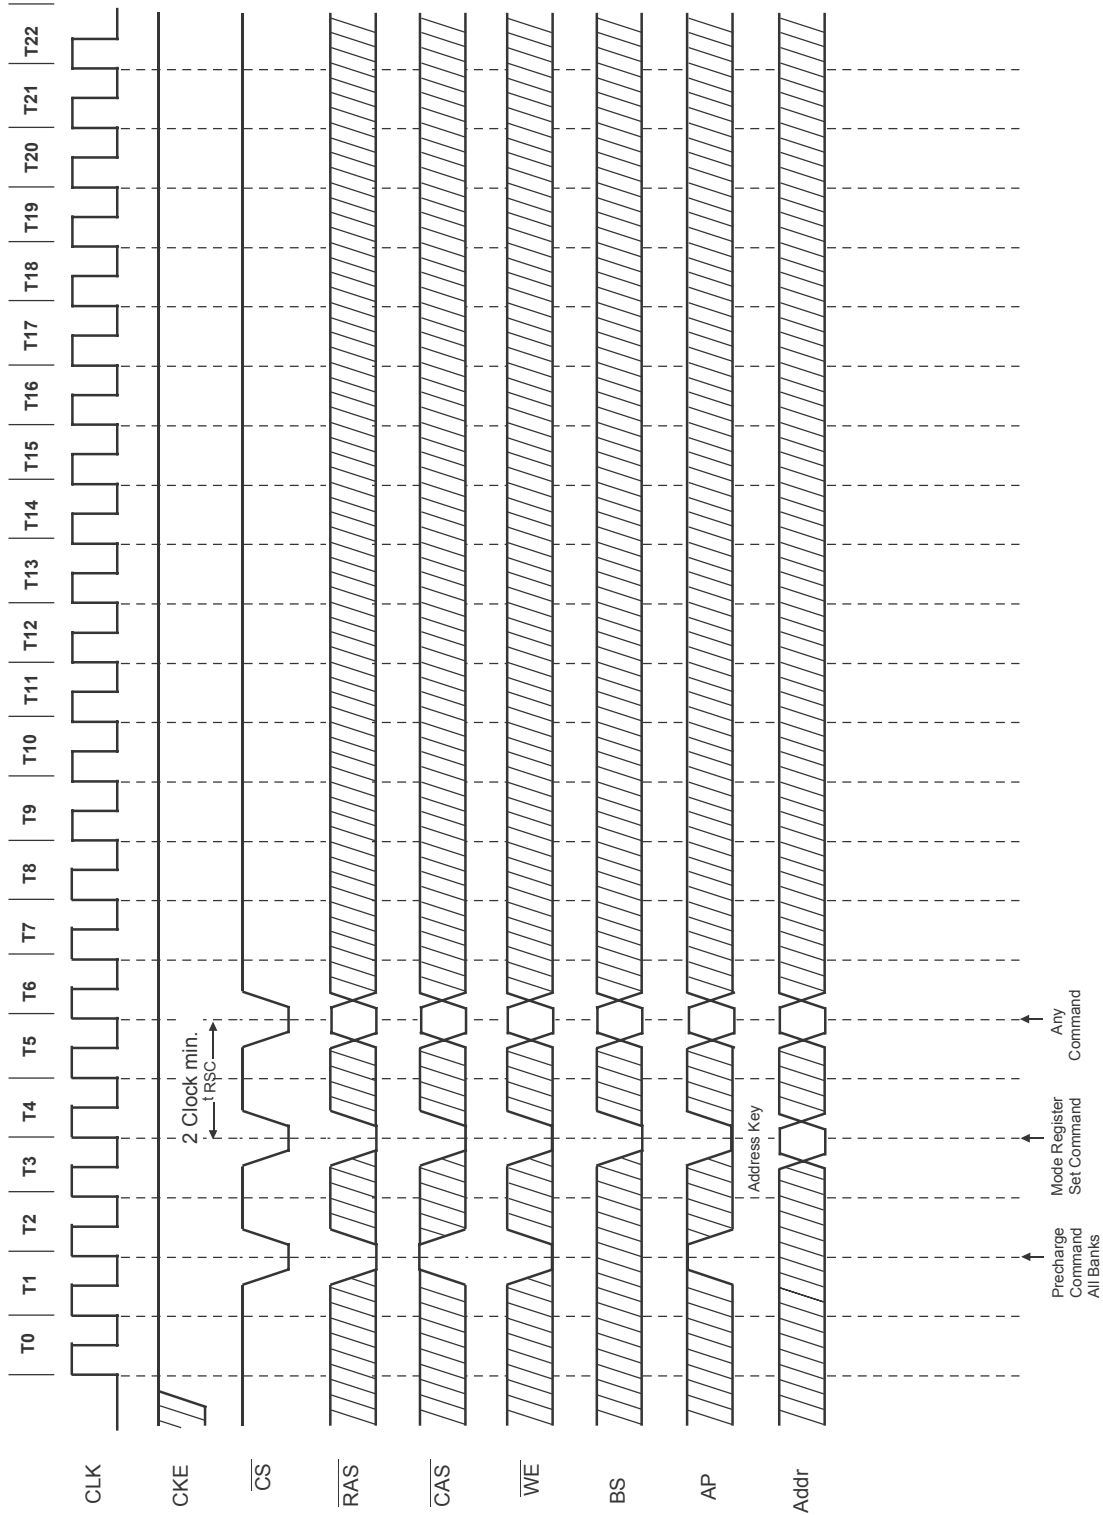 T0 T1 T2 T3 T4 T5 T6 T7 T8 T9 T10 T11 T12 T13 T14 T15 T16 T17 T18 T19 T20 T21 T22
CLK
CKE
2 Clock min.
tRSC
CS
RAS
CAS
WE
BS
AP
Address Key
Addr
Precharge
Command
All Banks
Mode Register
Set Command
Any
Command